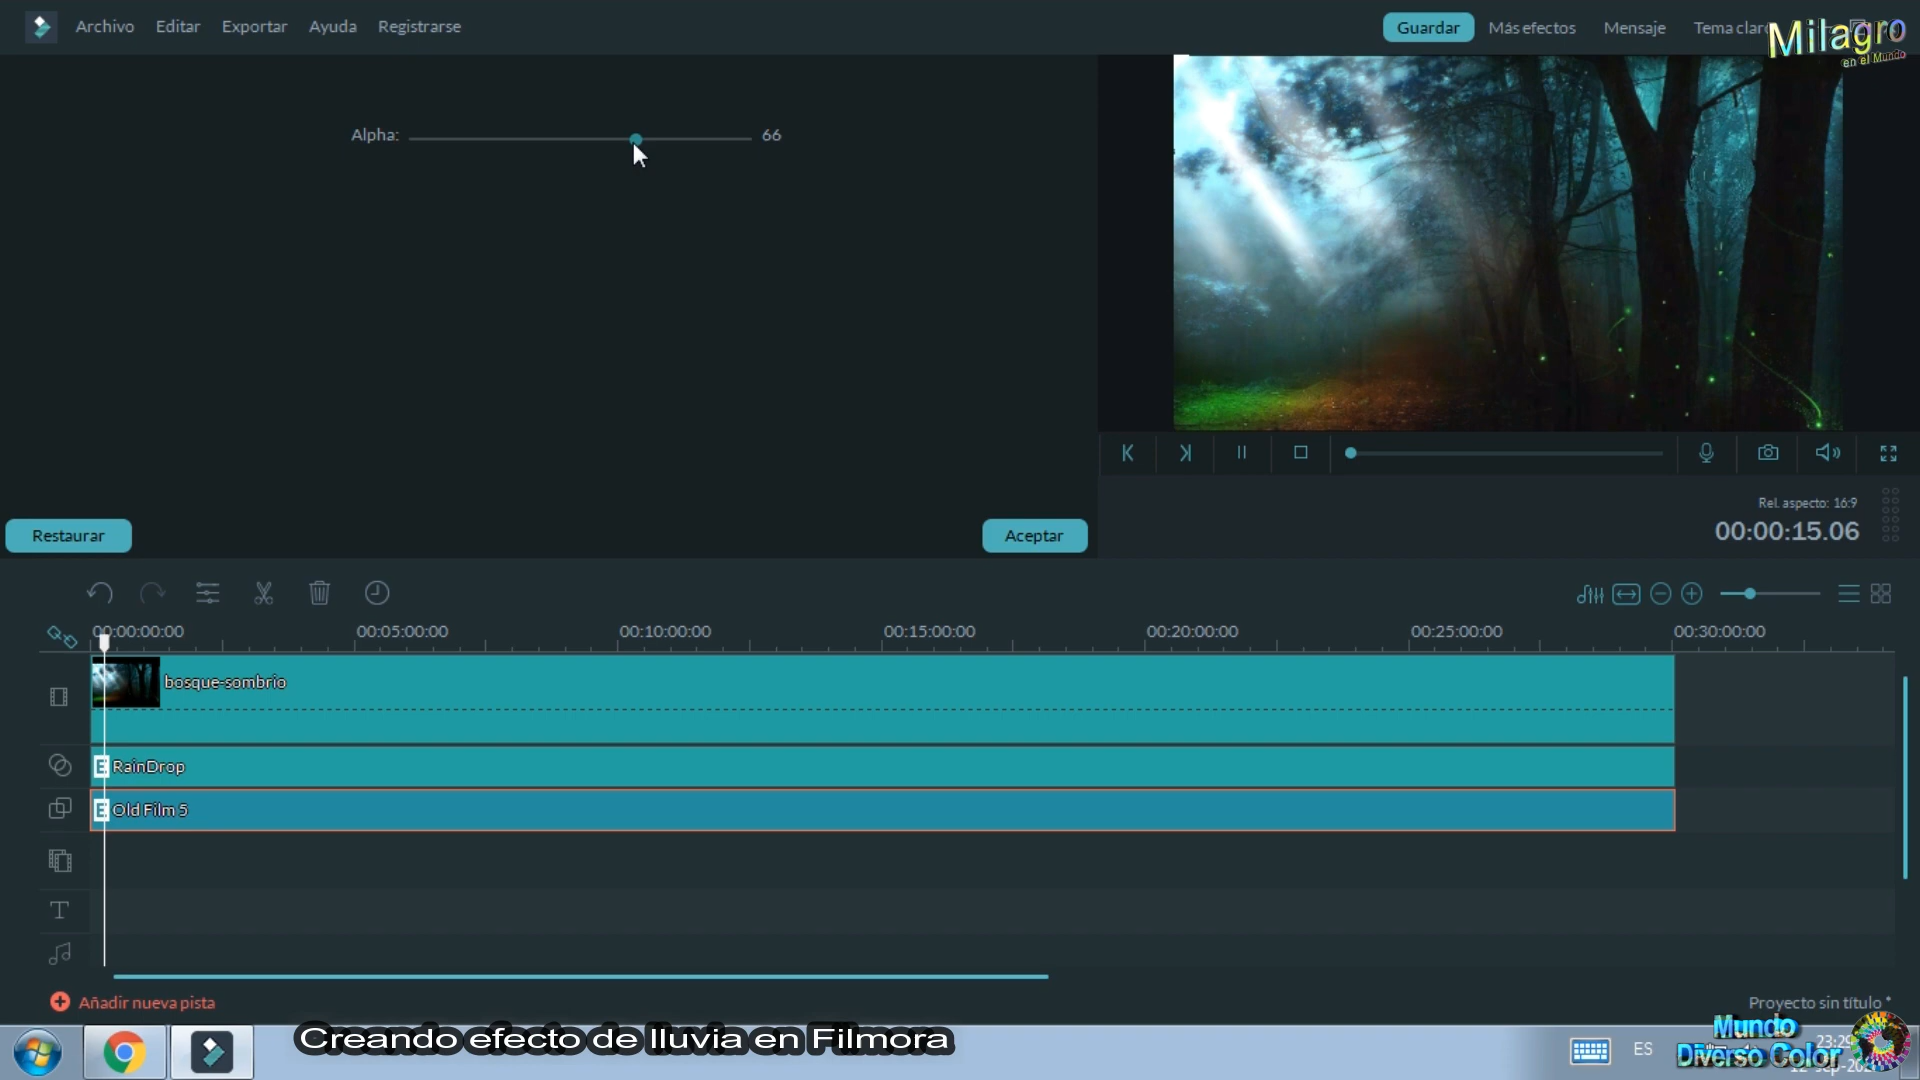 Archivo Editar Exportar Ayuda Registrarse
Guardar Más efectos Mensaje
Milagro
en el Mundo
Alpha: 66
Restaurar Aceptar
Rel. aspecto: 16:9
00:00:15.06
00:00:00:00 00:05:00:00 00:10:00:00 00:15:00:00 00:20:00:00 00:25:00:00 00:30:00:00
bosque-sombrio
E RainDrop
E Old Film 5
T
Añadir nueva pista
Proyecto sin título *
Creando efecto de lluvia en Filmora
ES
Mundo
Diverso Color